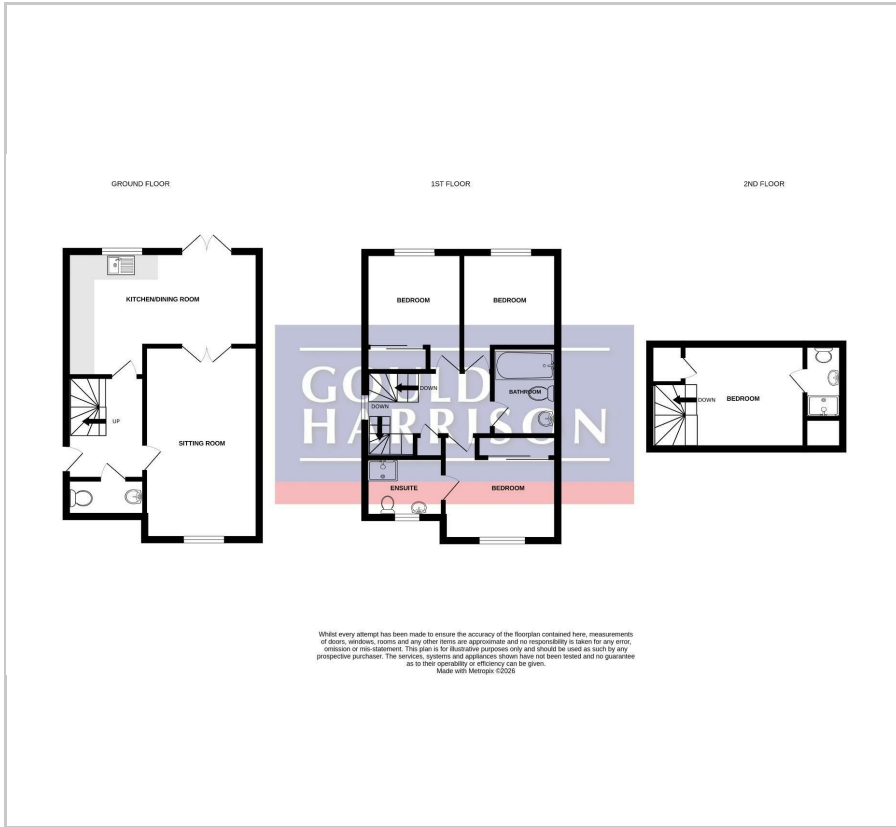 GROUND FLOOR
1ST FLOOR
2ND FLOOR
KITCHEN/DINING ROOM
UP
SITTING ROOM
BEDROOM
BEDROOM
DOWN
DOWN
BATHROOM
ENSUITE
BEDROOM
DOWN
BEDROOM
GOULD
HARRISON
Whilst every attempt has been made to ensure the accuracy of the floorplan contained here, measurements
of doors, windows, rooms and any other items are approximate and no responsibility is taken for any error,
omission or mis-statement. This plan is for illustrative purposes only and should be used as such by any
prospective purchaser. The services, systems and appliances shown have not been tested and no guarantee
as to their operability or efficiency can be given.
Made with Metropix ©2026